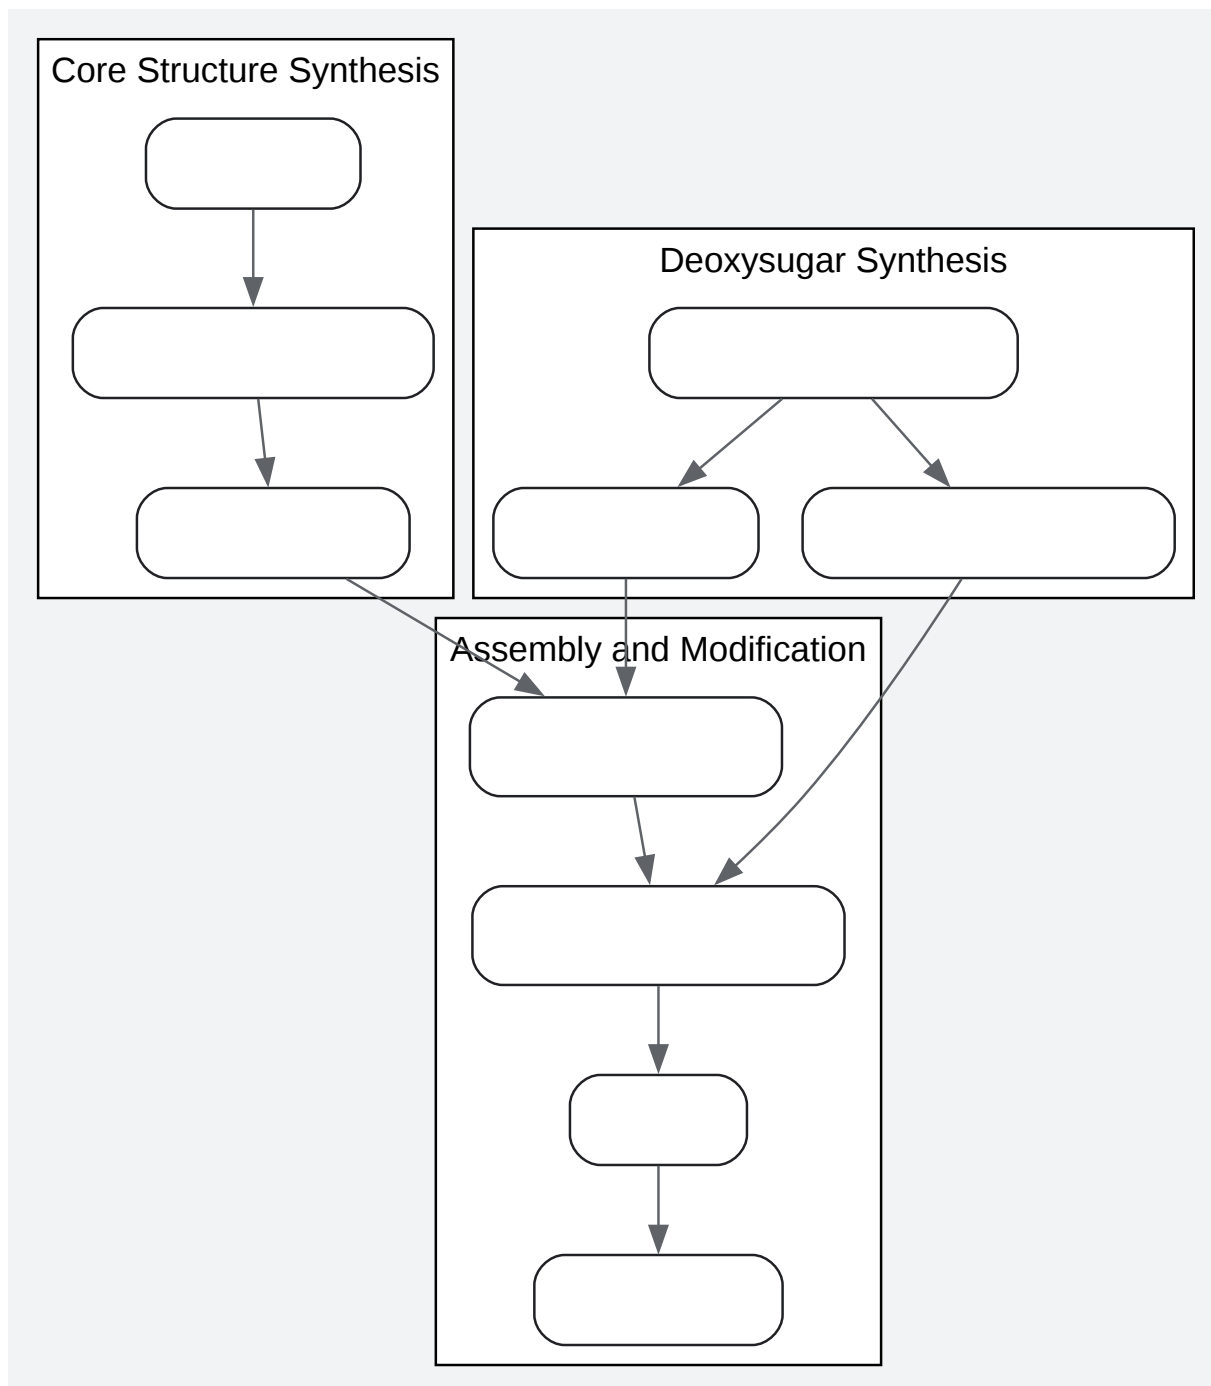 Core Structure Synthesis
Deoxysugar Synthesis
Assembly and Modification